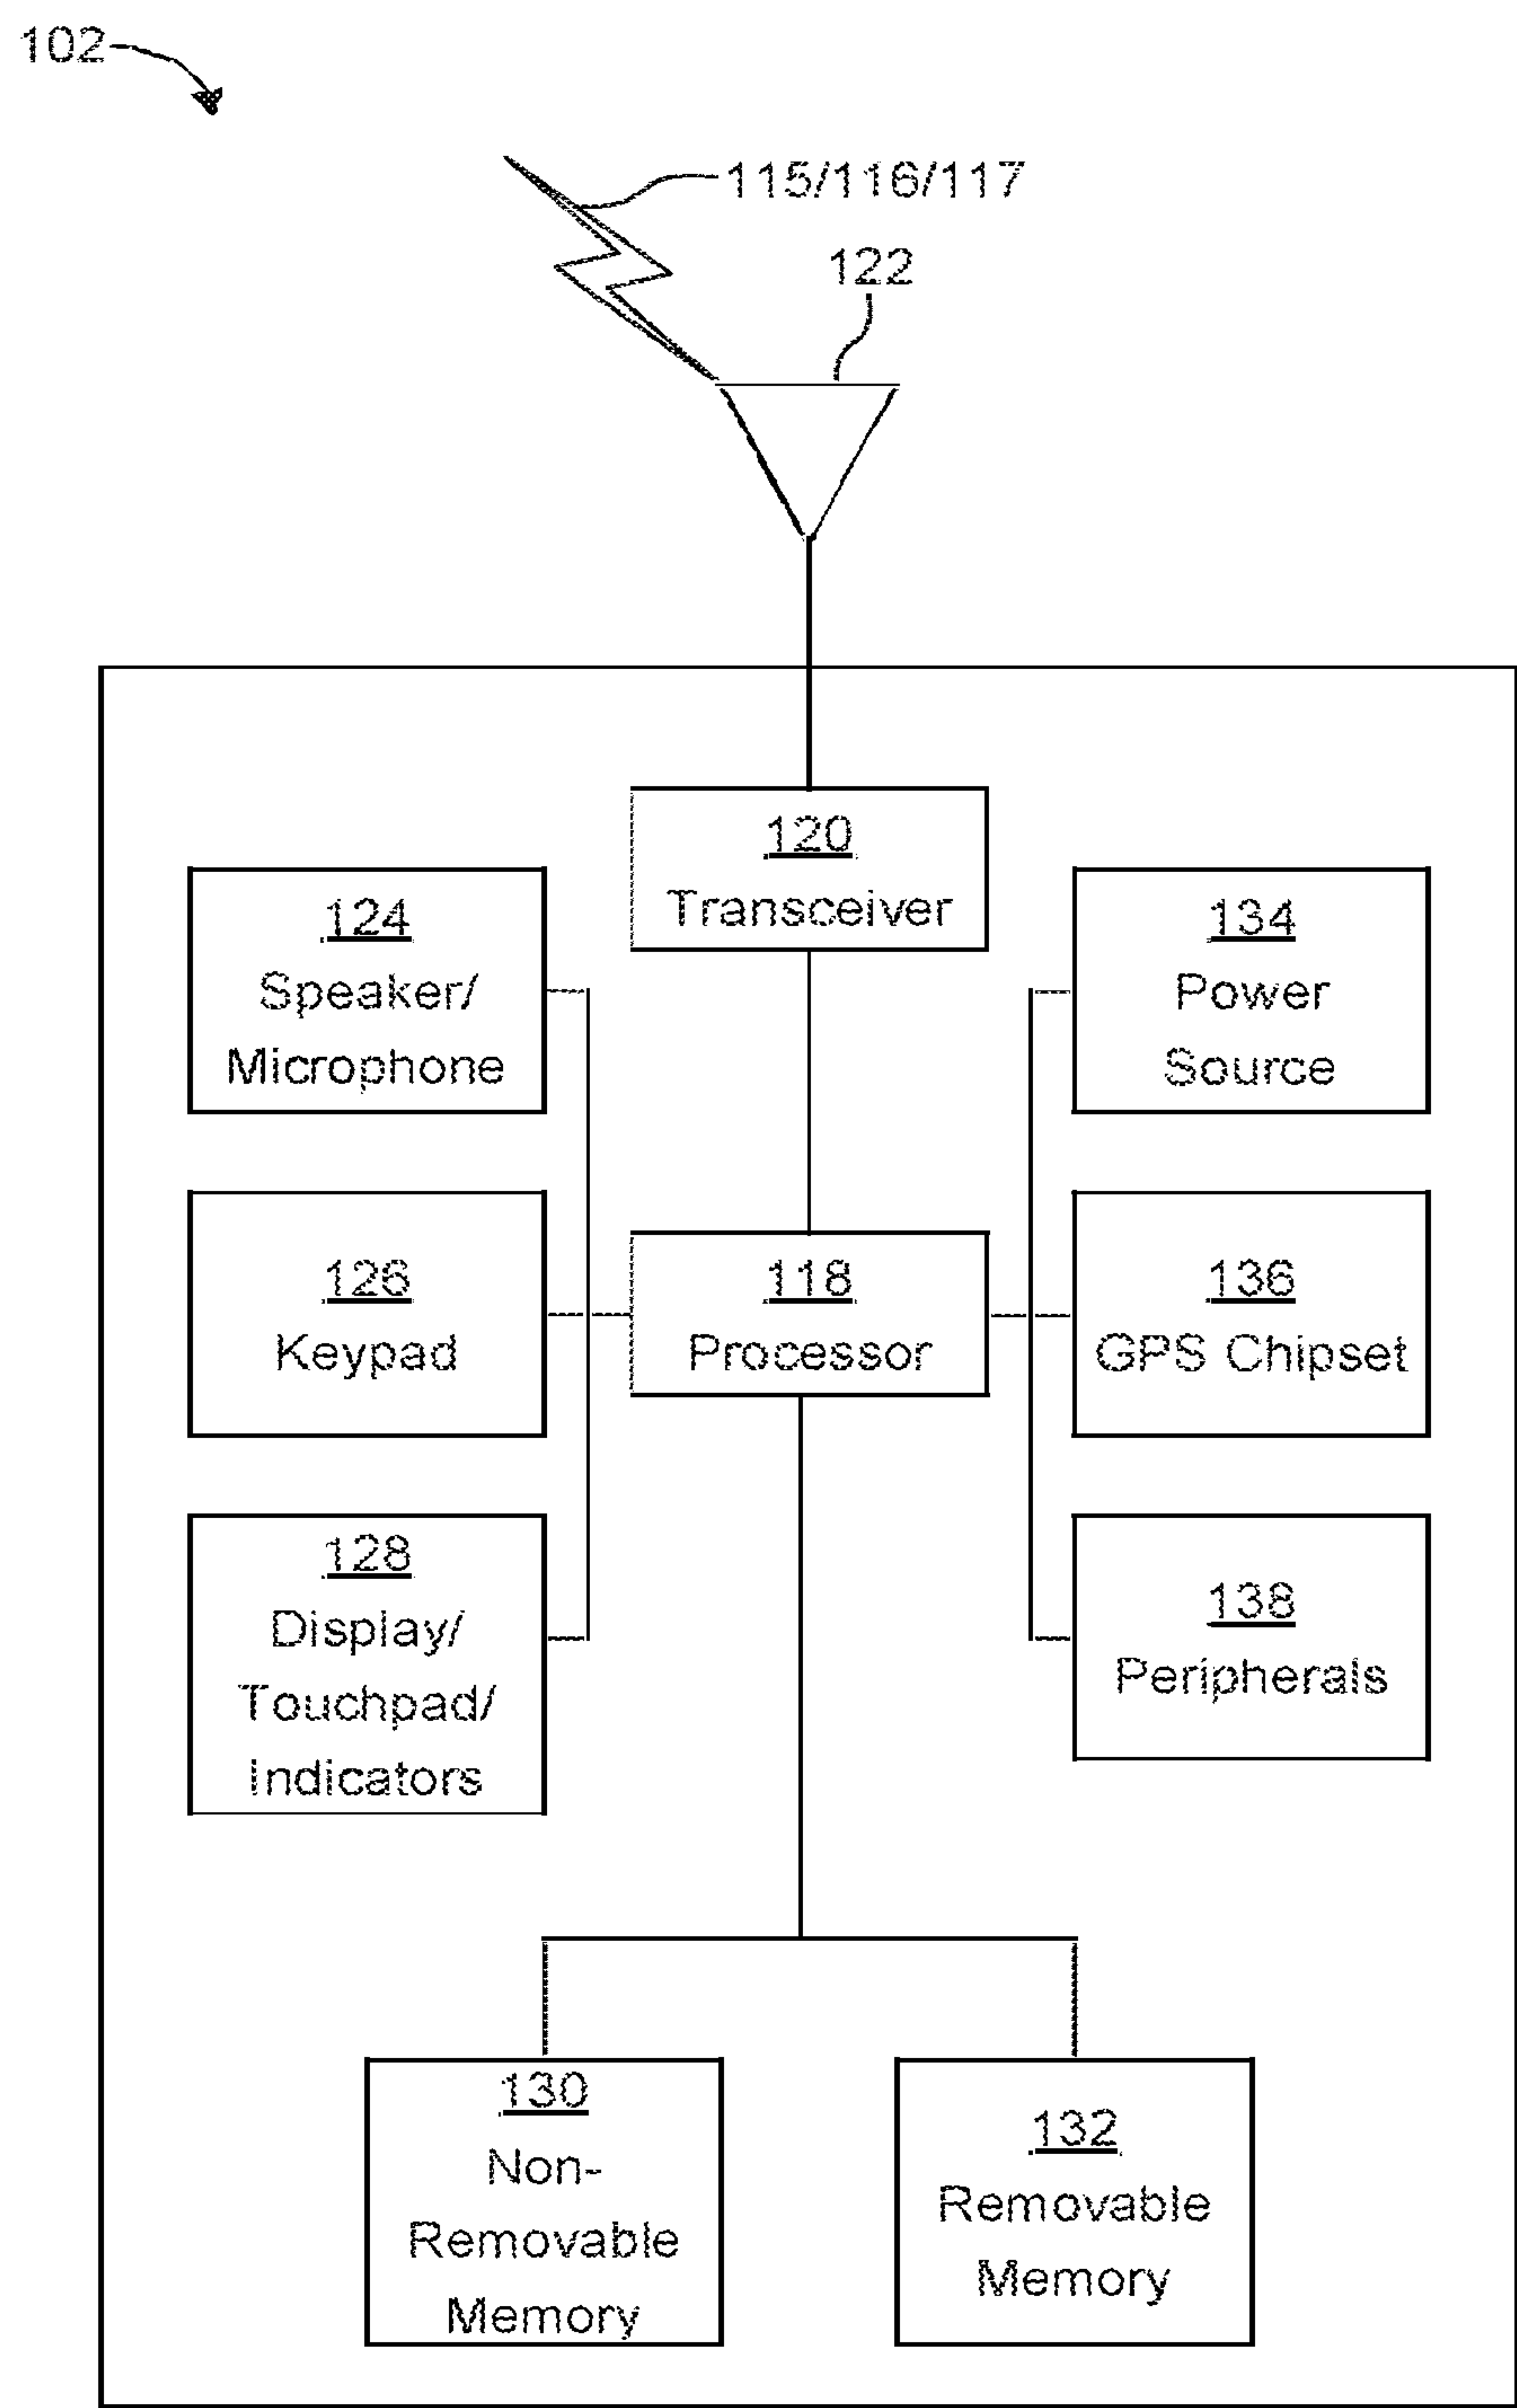 102
115/116/117
122
120
Transceiver
124
Speaker/
Microphone
134
Power
Source
126
Keypad
118
Processor
136
GPS Chipset
128
Display/
Touchpad/
Indicators
138
Peripherals
130
Non-
Removable
Memory
132
Removable
Memory